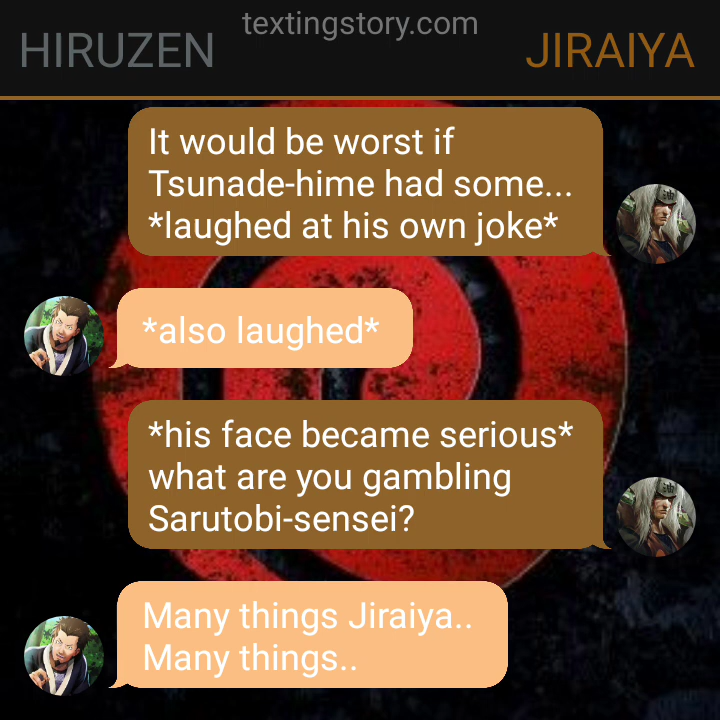 textingstory.com
HIRUZEN
JIRAIYA
It would be worst if
Tsunade-hime had some...
*laughed at his own joke*
*also laughed*
*his face became serious*
what are you gambling
Sarutobi-sensei?
Many things Jiraiya..
Many things..